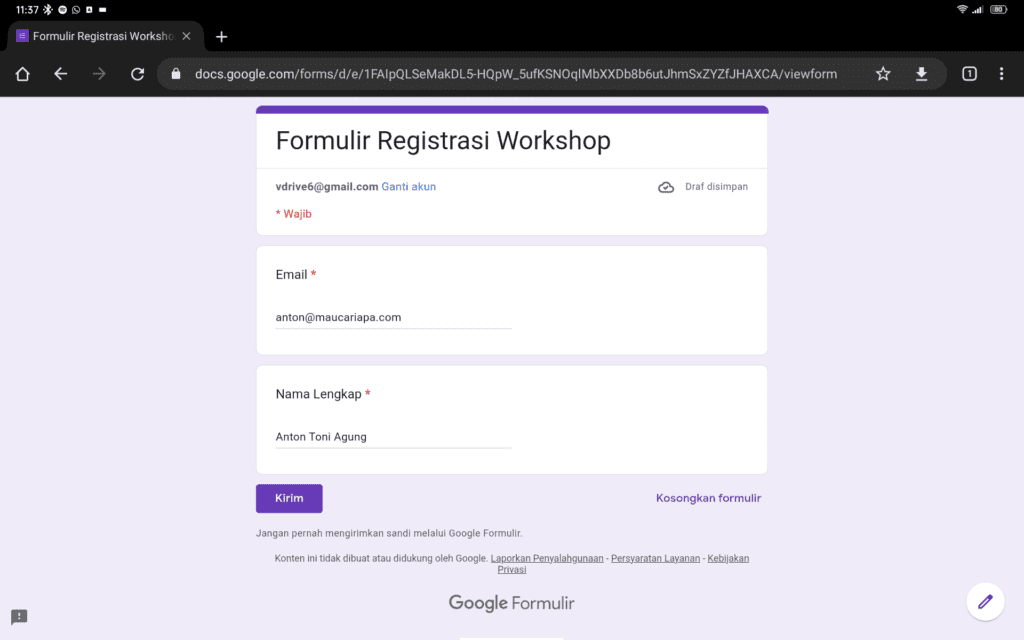 11:37
80
Formulir Registrasi Worksho
docs.google.com/forms/d/e/1FAIpQLSeMakDL5-HQpW_5ufKSNOqIMbXXDb8b6utJhmSxZYZfJHAXCA/viewform
1
Formulir Registrasi Workshop
vdrive6@gmail.com Ganti akun
Draf disimpan
* Wajib
Email *
anton@maucariapa.com
Nama Lengkap *
Anton Toni Agung
Kirim
Kosongkan formulir
Jangan pernah mengirimkan sandi melalui Google Formulir.
Konten ini tidak dibuat atau didukung oleh Google. Laporkan Penyalahgunaan - Persyaratan Layanan - Kebijakan
Privasi
Google Formulir